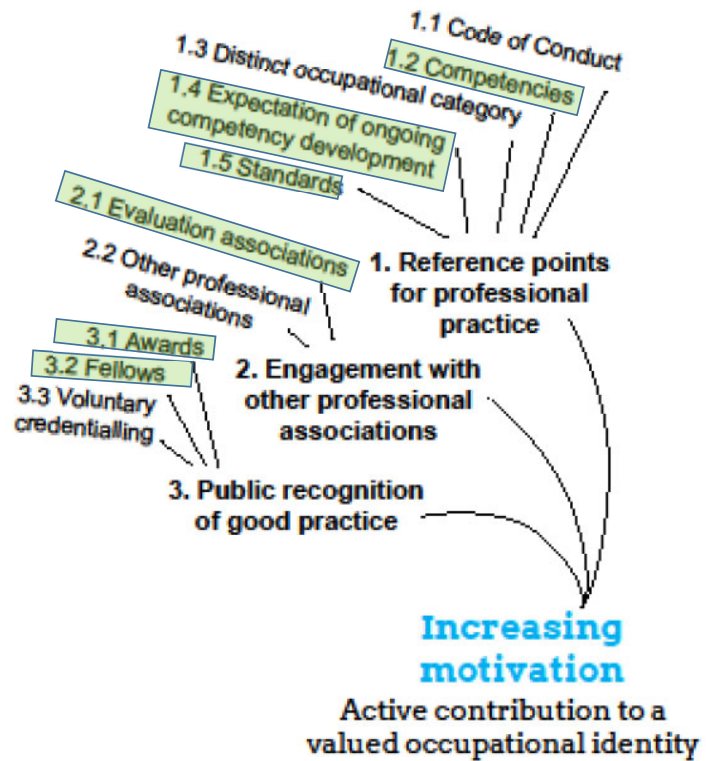 1.1 Code of Conduct
1.2 Competencies
1.3 Distinct occupational category
1.4 Expectation of ongoing
competency development
1.5 Standards
1. Reference points
for professional
practice
2.1 Evaluation associations
2.2 Other professional
associations
2. Engagement with
other professional
associations
3.1 Awards
3.2 Fellows
3.3 Voluntary
credentialling
3. Public recognition
of good practice
Increasing
motivation
Active contribution to a
valued occupational identity